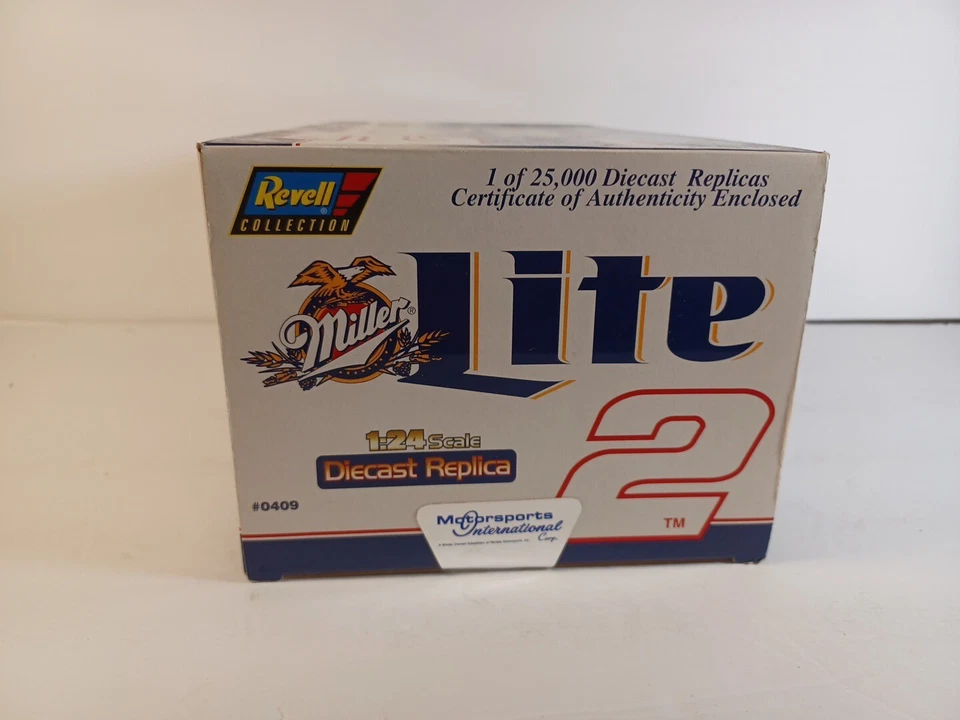 Revell ®
COLLECTION
1 of 25,000 Diecast Replicas
Certificate of Authenticity Enclosed
Miller ®
Lite
1:24 Scale
Diecast Replica
2
TM
#0409
Motorsports
International
Corp.